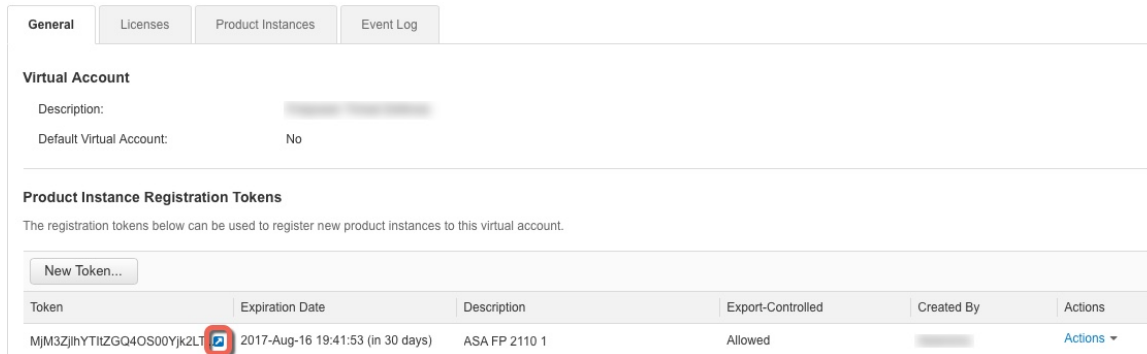 General Licenses Product Instances Event Log
Virtual Account
Description:
Default Virtual Account: No
Product Instance Registration Tokens
The registration tokens below can be used to register new product instances to this virtual account.
New Token...
Token Expiration Date Description Export-Controlled Created By Actions
MjM3ZjlhYTItZGQ4OS00Yjk2LT 2017-Aug-16 19:41:53 (in 30 days) ASA FP 2110 1 Allowed Actions